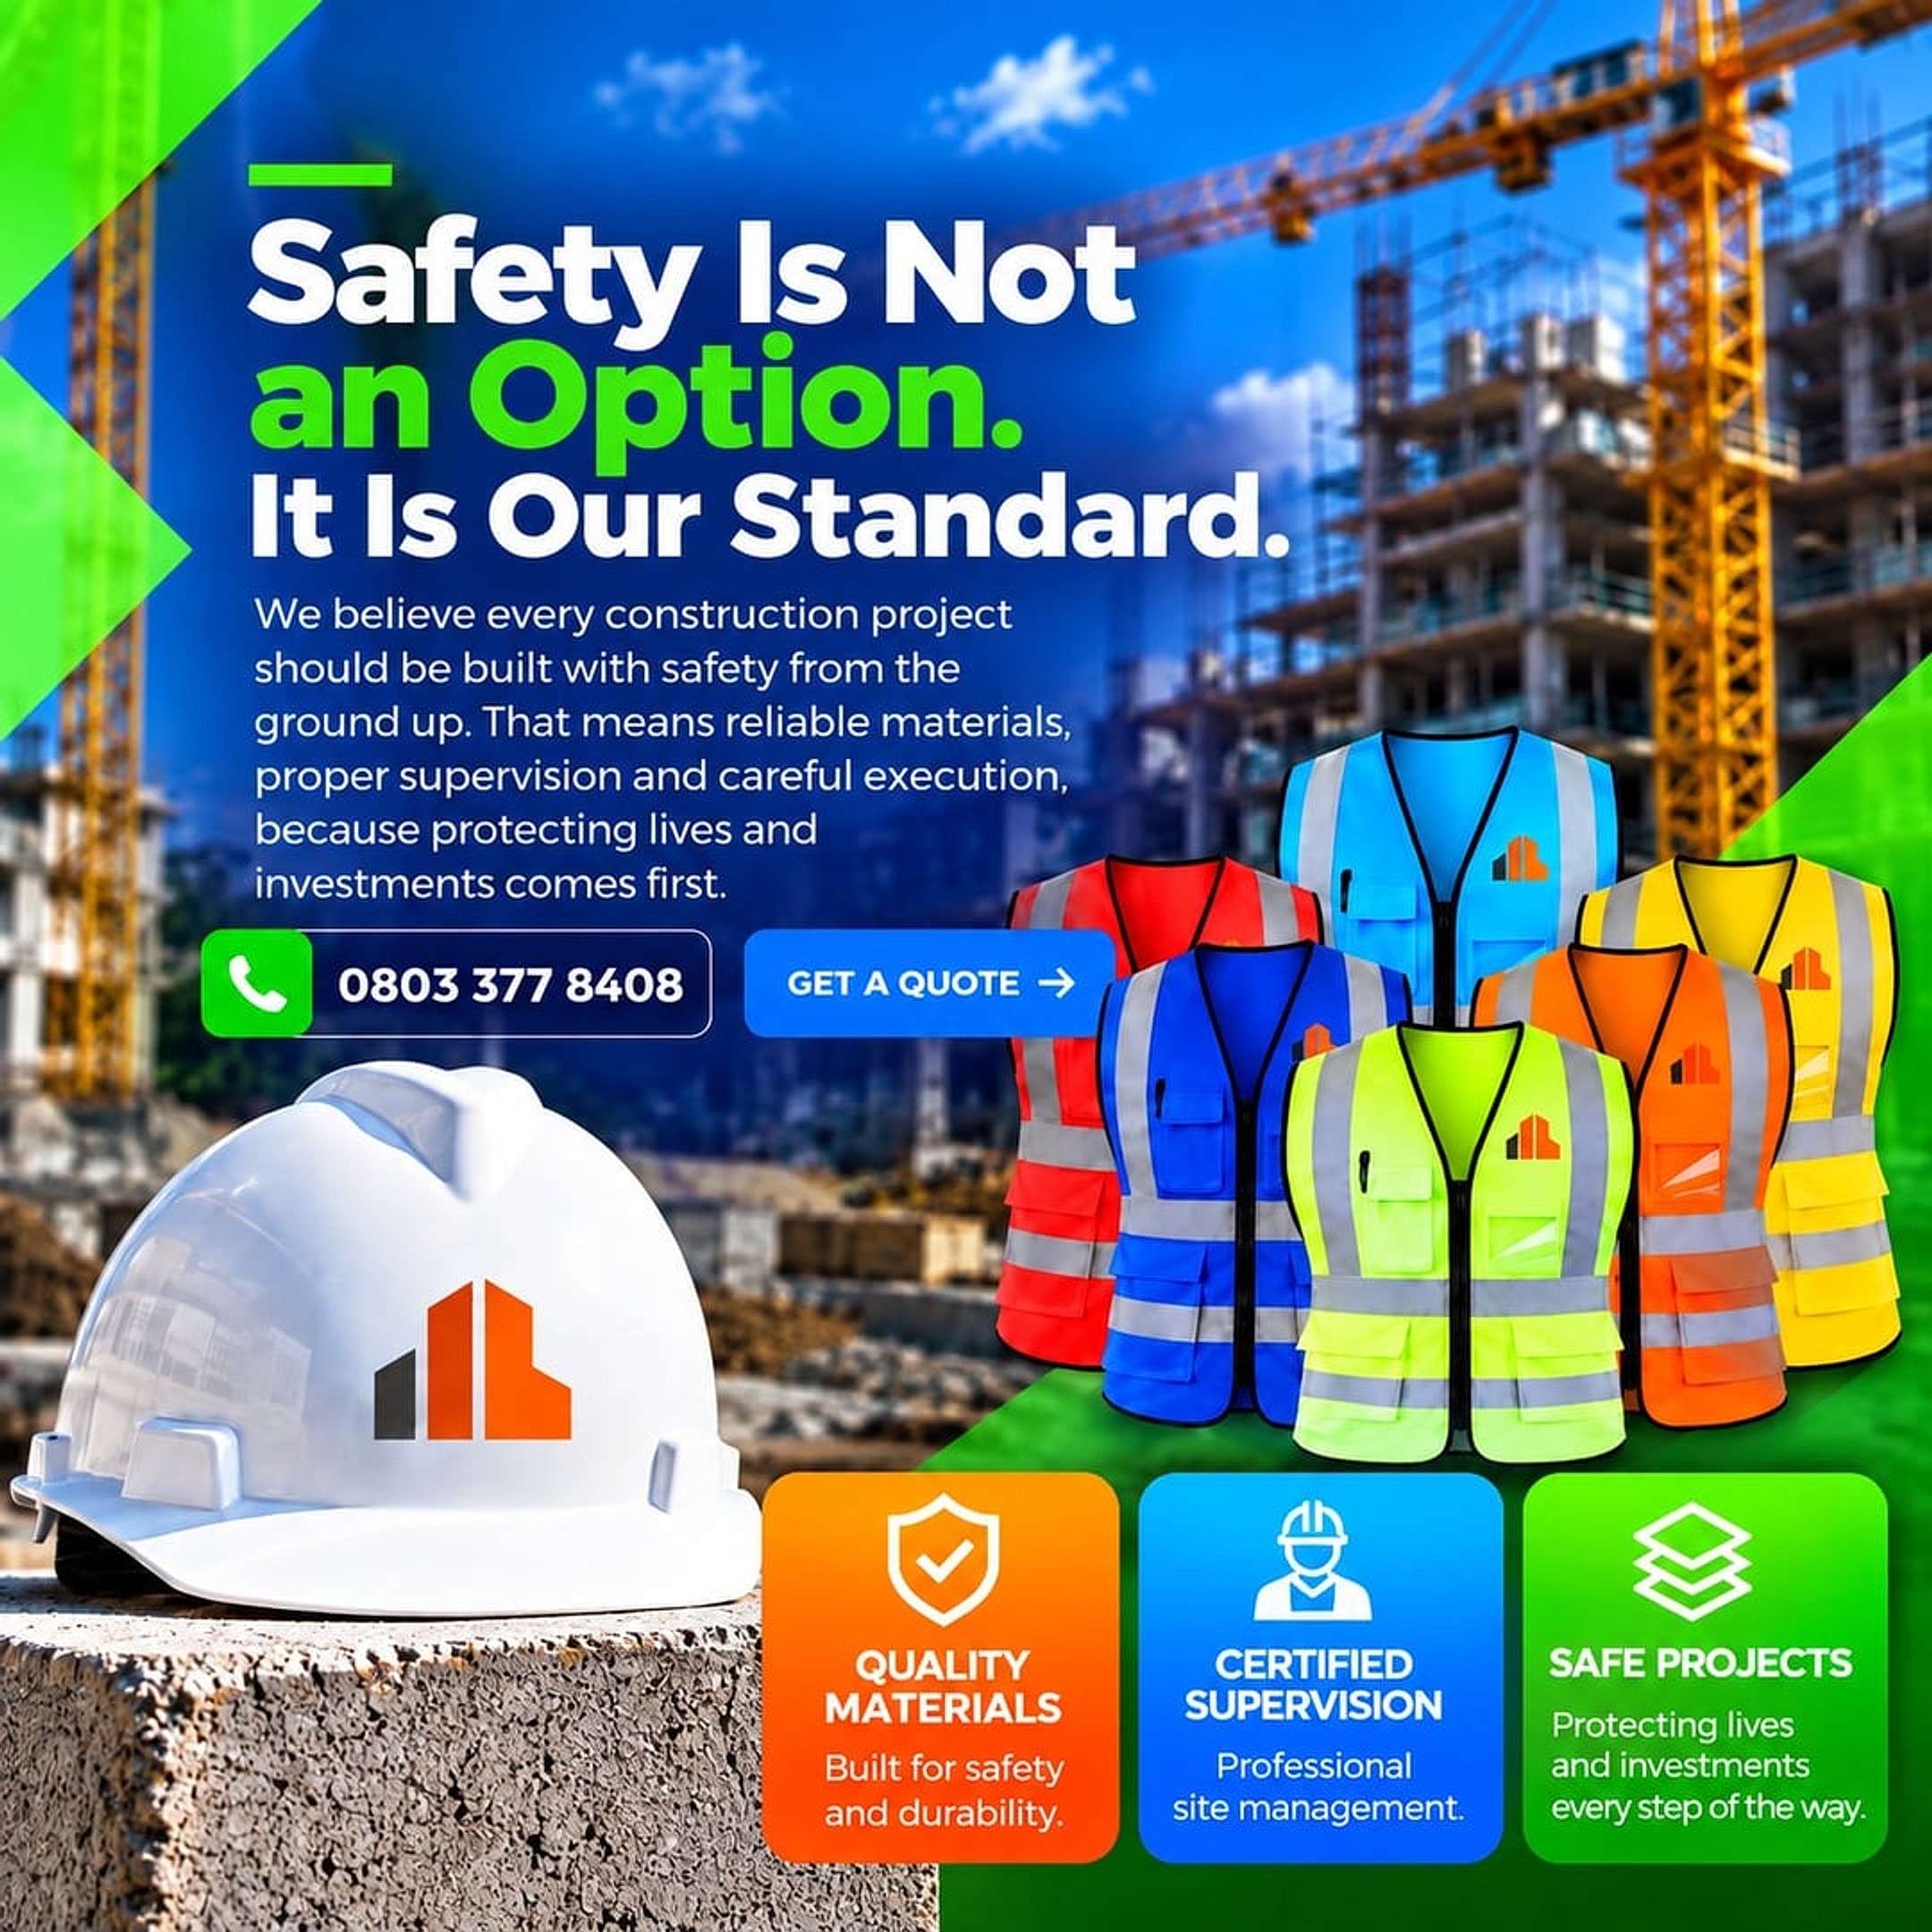 Safety Is Not
an Option.
It Is Our Standard.
We believe every construction project
should be built with safety from the
ground up. That means reliable materials,
proper supervision and careful execution,
because protecting lives and
investments comes first.
0803 377 8408
GET A QUOTE →
QUALITY
MATERIALS
Built for safety
and durability.
CERTIFIED
SUPERVISION
Professional
site management.
SAFE PROJECTS
Protecting lives
and investments
every step of the way.